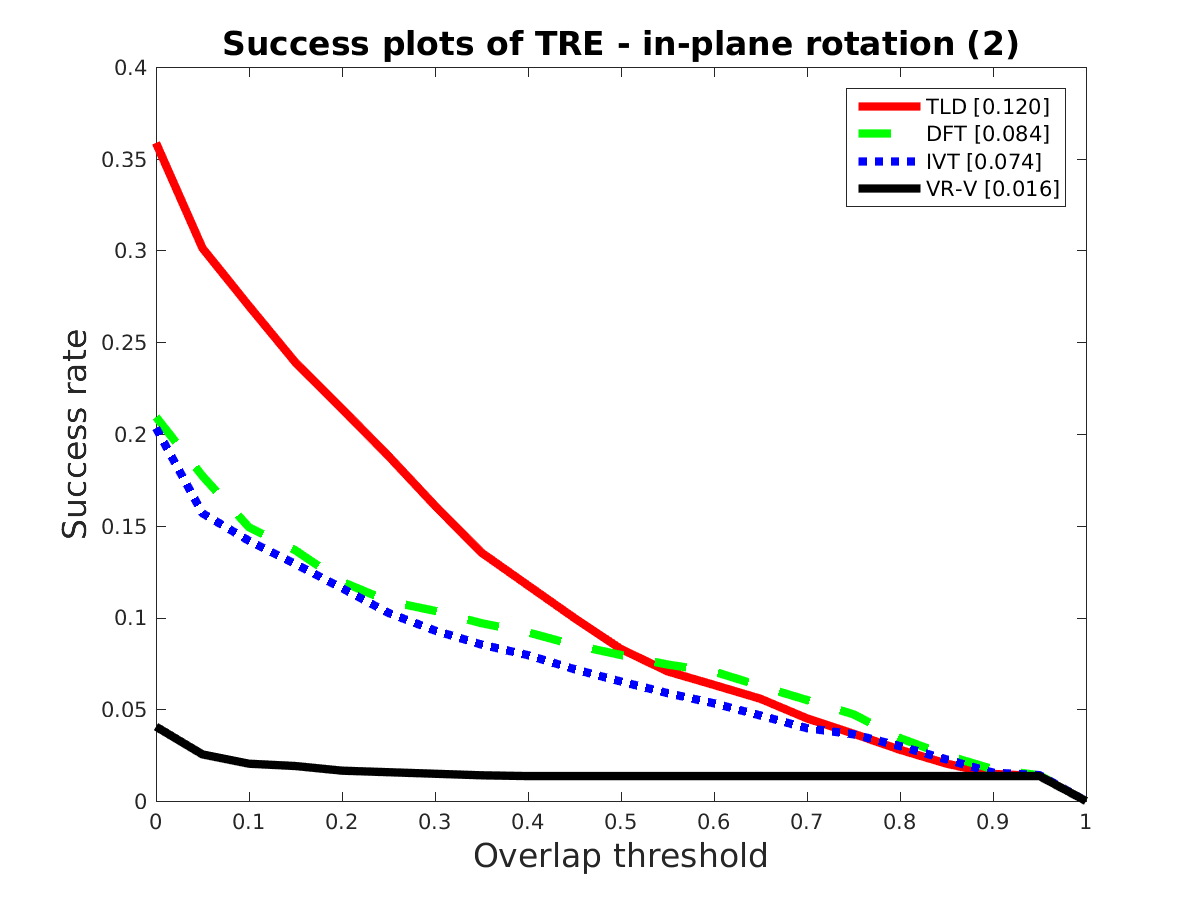 Success plots of TRE - in-plane rotation (2)
TLD [0.120]
DFT [0.084]
IVT [0.074]
VR-V [0.016]
Success rate
0.4
0.35
0.3
0.25
0.2
0.15
0.1
0.05
0
0 0.1 0.2 0.3 0.4 0.5 0.6 0.7 0.8 0.9 1
Overlap threshold